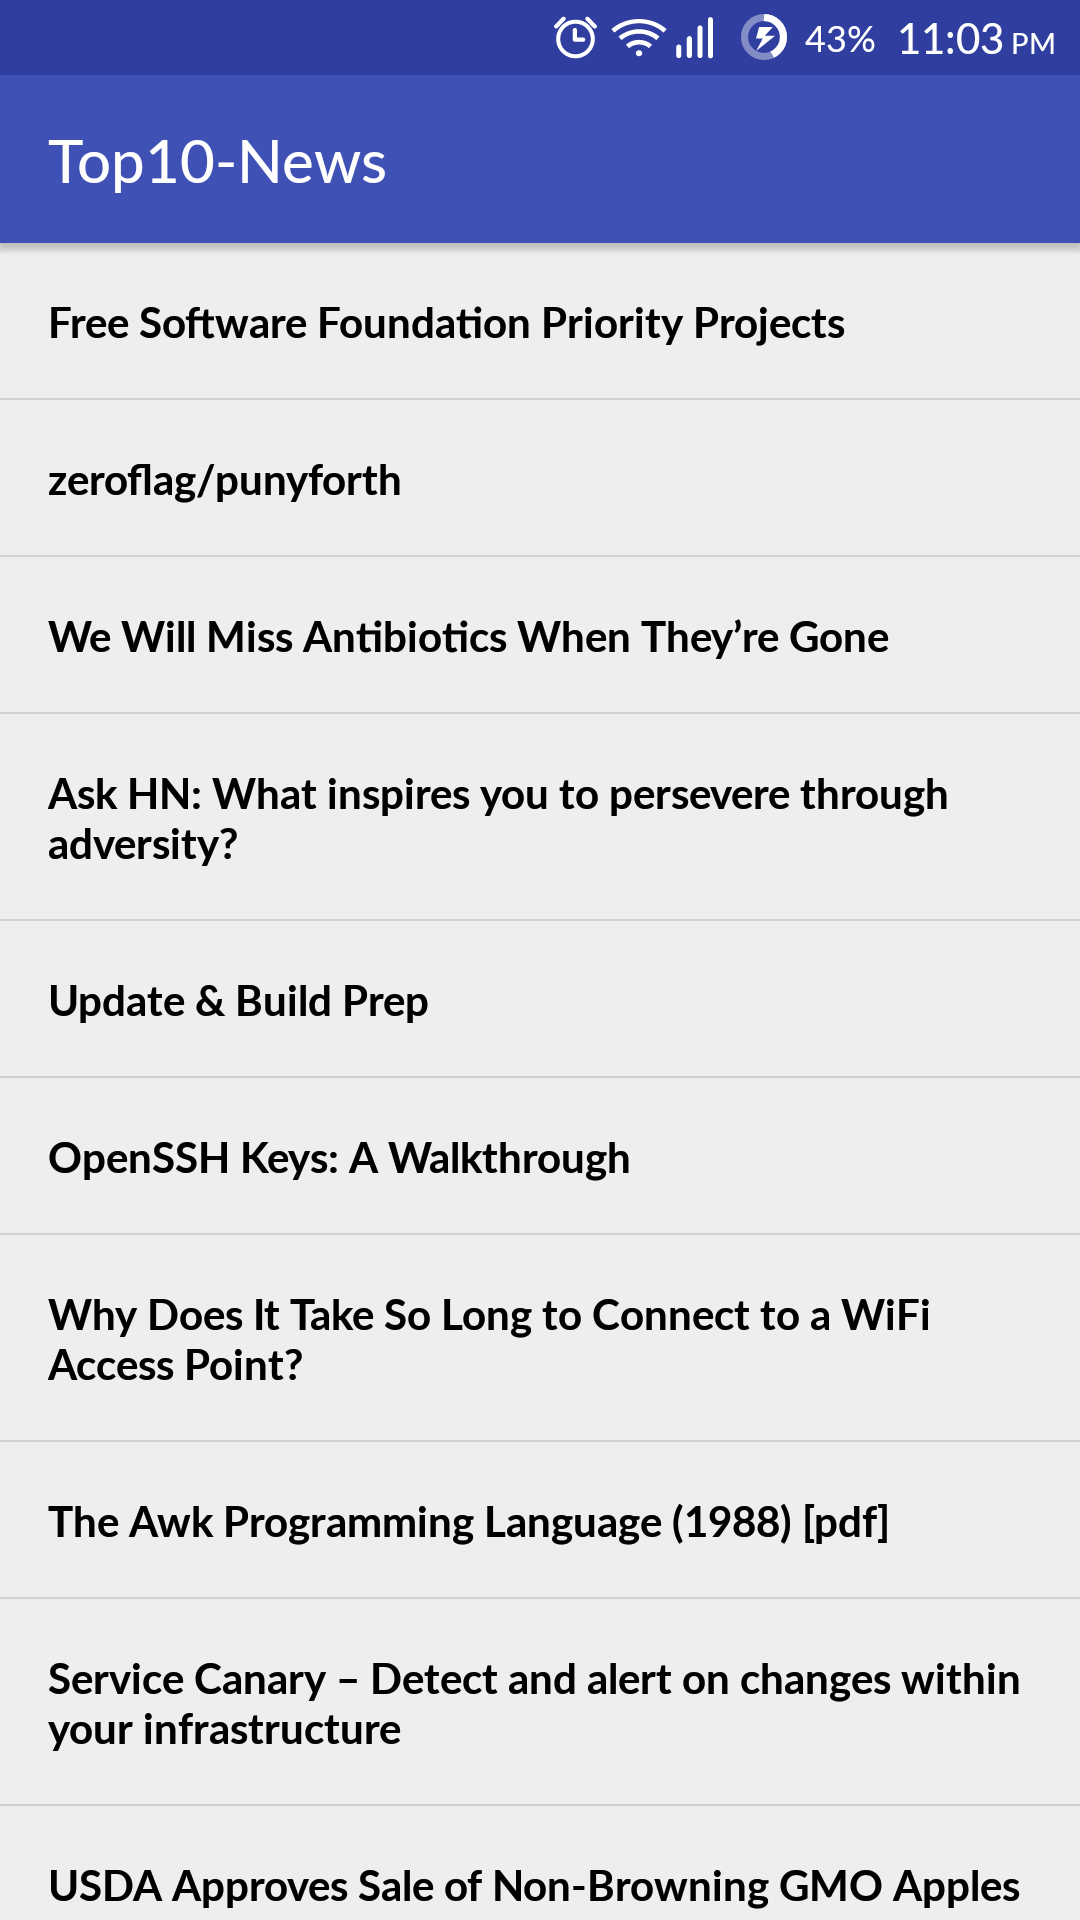 43% 11:03 PM
Top10-News
Free Software Foundation Priority Projects
zeroflag/punyforth
We Will Miss Antibiotics When They’re Gone
Ask HN: What inspires you to persevere through
adversity?
Update & Build Prep
OpenSSH Keys: A Walkthrough
Why Does It Take So Long to Connect to a WiFi
Access Point?
The Awk Programming Language (1988) [pdf]
Service Canary – Detect and alert on changes within
your infrastructure
USDA Approves Sale of Non-Browning GMO Apples